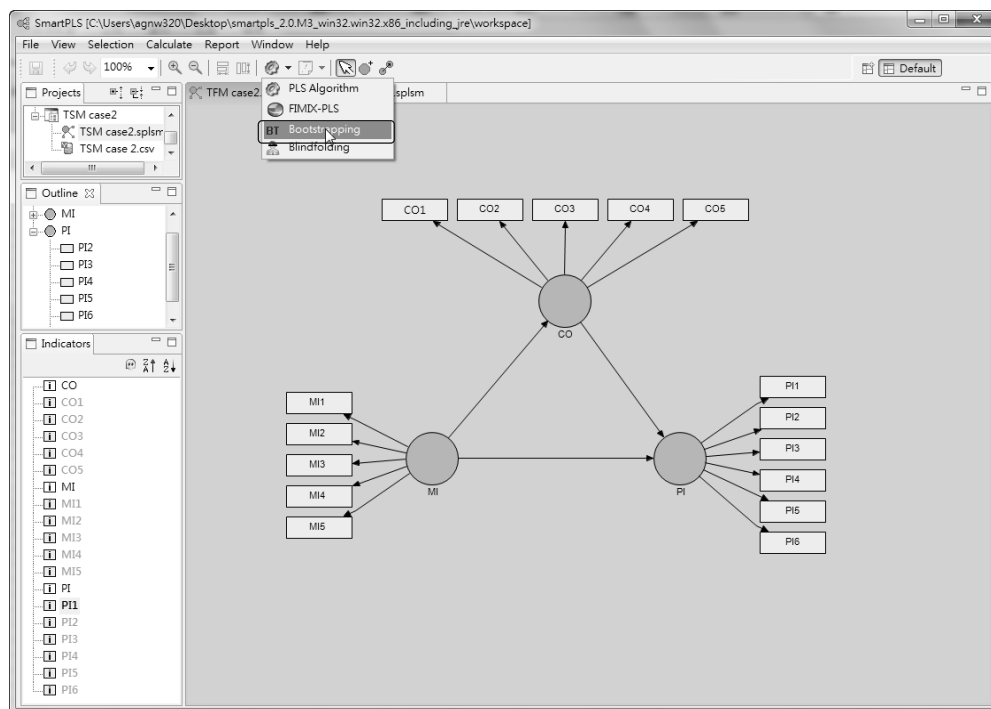 SmartPLS [C:\Users\agnw320\Desktop\smartpls_2.0.M3_win32.win32.x86_including_jre\workspace]
File View Selection Calculate Report Window Help
100%
Default
Projects
TSM case2
TSM case2.splsm
TSM case 2.csv
TFM case2.
splsm
PLS Algorithm
FIMIX-PLS
BT Bootstrapping
Blindfolding
Outline
MI
PI
PI2
PI3
PI4
PI5
PI6
Indicators
CO
CO1
CO2
CO3
CO4
CO5
MI
MI1
MI2
MI3
MI4
MI5
PI
PI1
PI2
PI3
PI4
PI5
PI6
CO1 CO2 CO3 CO4 CO5
CO
MI1
MI2
MI3
MI4
MI5
MI
PI
PI1
PI2
PI3
PI4
PI5
PI6